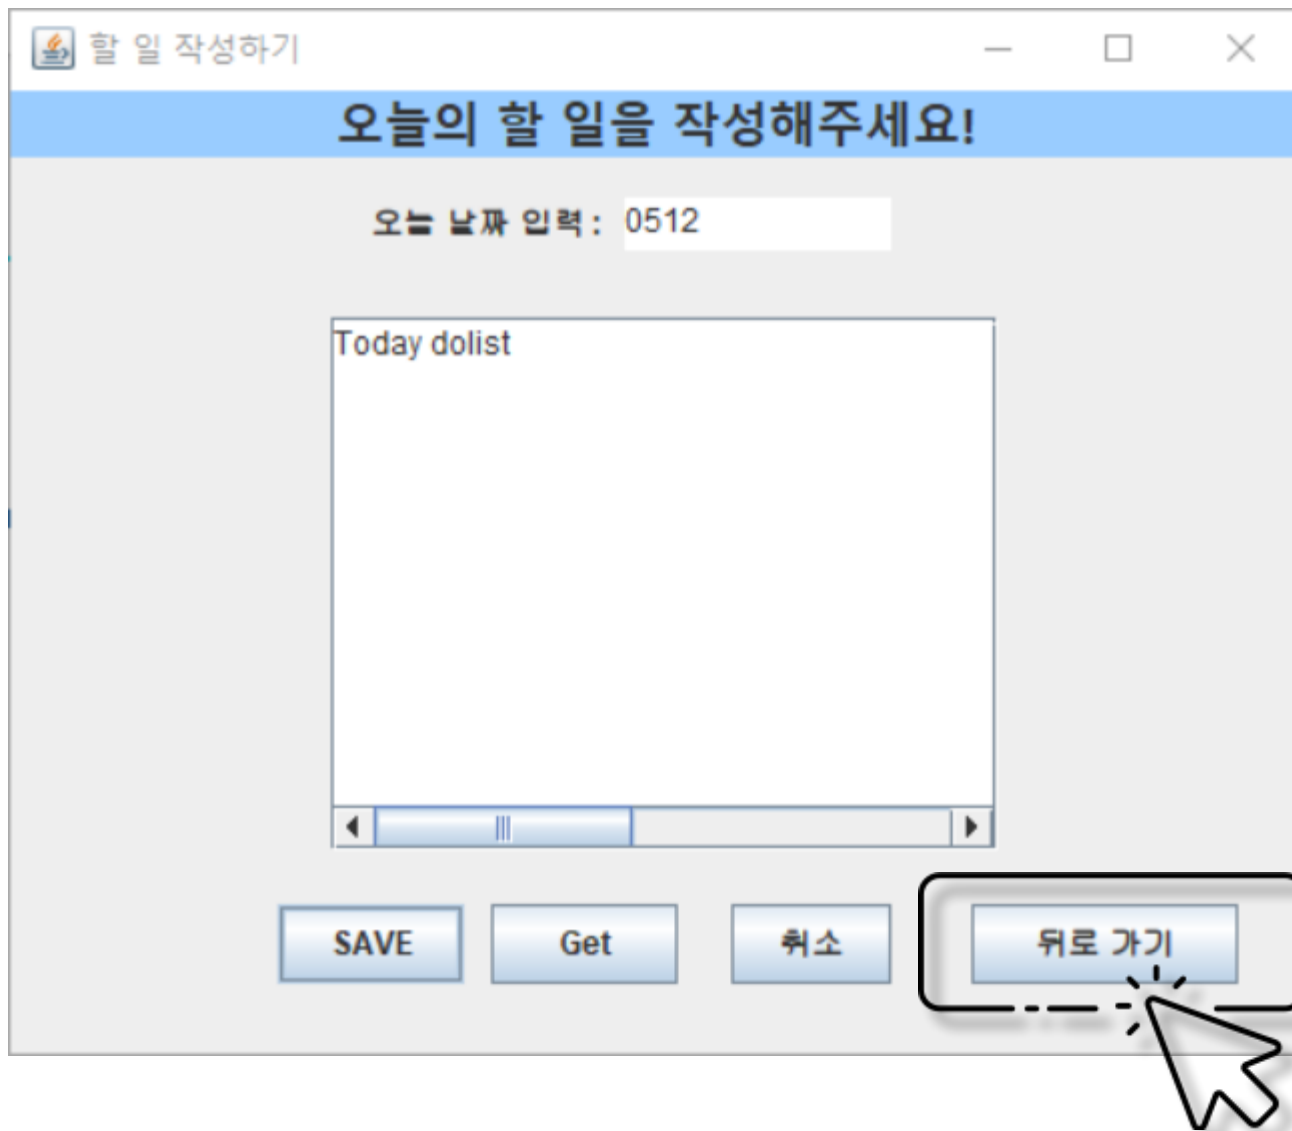 할 일 작성하기
오늘의 할 일을 작성해주세요!
오늘 날짜 입력 : 0512
Today dolist
SAVE Get 취소 뒤로 가기